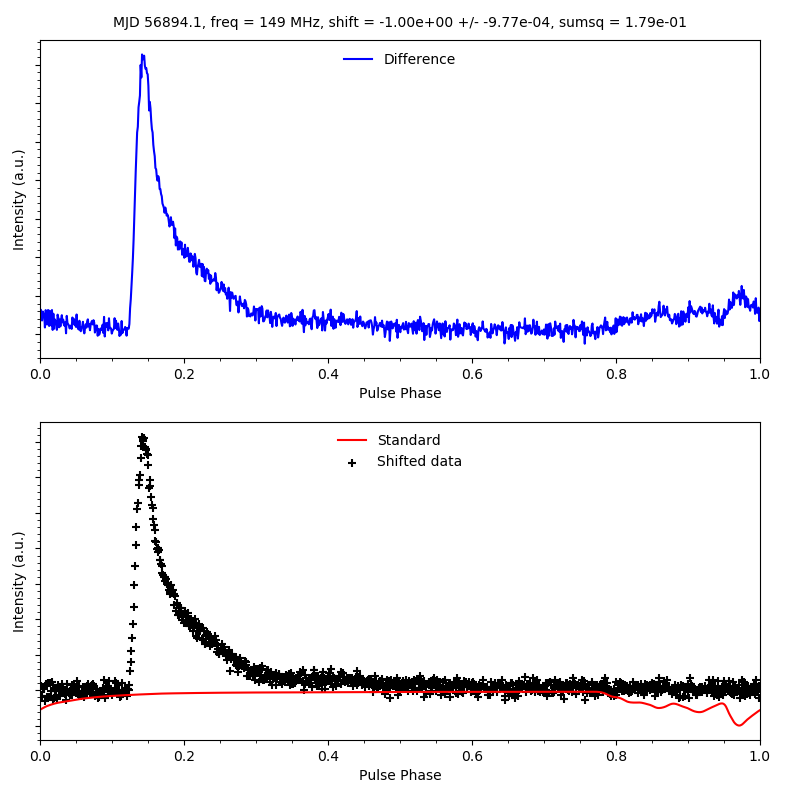 MJD 56894.1, freq = 149 MHz, shift = -1.00e+00 +/- -9.77e-04, sumsq = 1.79e-01
Difference
Intensity (a.u.)
0.0 0.2 0.4 0.6 0.8 1.0
Pulse Phase
Standard
Shifted data
Intensity (a.u.)
0.0 0.2 0.4 0.6 0.8 1.0
Pulse Phase